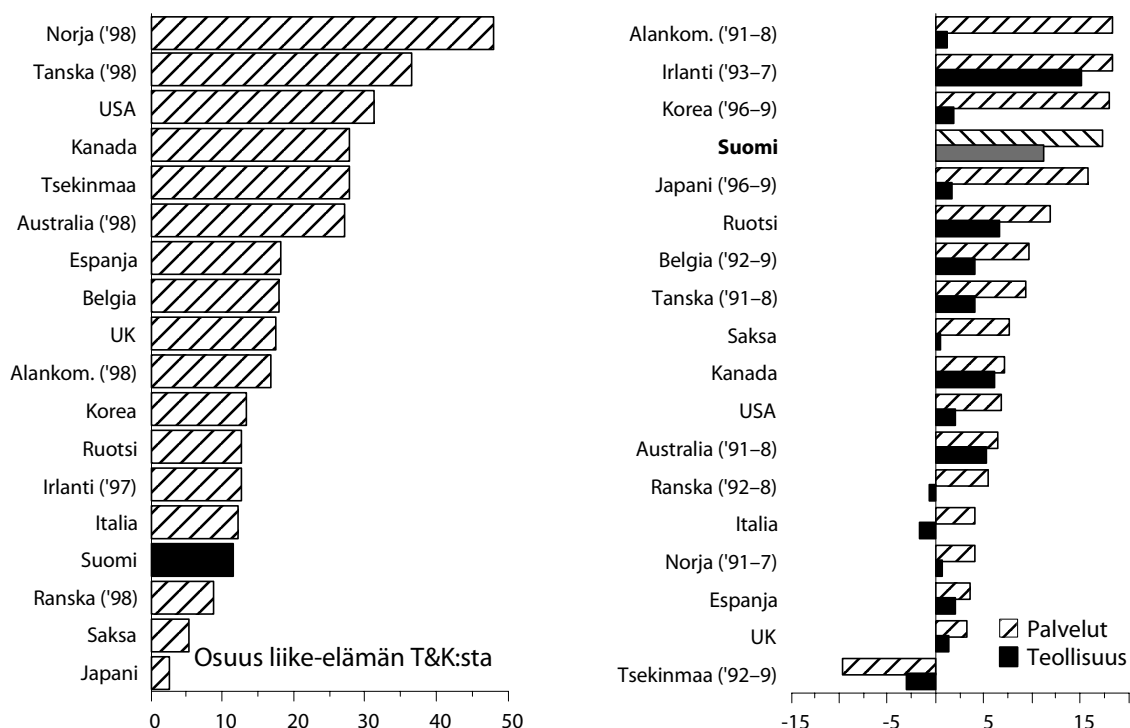 Norja ('98)
Tanska ('98)
USA
Kanada
Tsekinmaa
Australia ('98)
Espanja
Belgia
UK
Alankom. ('98)
Korea
Ruotsi
Irlanti ('97)
Italia
Suomi
Ranska ('98)
Saksa
Japani
Osuus liike-elämän T&K:sta
0 10 20 30 40 50
Alankom. ('91–8)
Irlanti ('93–7)
Korea ('96–9)
Suomi
Japani ('96–9)
Ruotsi
Belgia ('92–9)
Tanska ('91–8)
Saksa
Kanada
USA
Australia ('91–8)
Ranska ('92–8)
Italia
Norja ('91–7)
Espanja
UK
Tsekinmaa ('92–9)
Palvelut
Teollisuus
-15 -5 5 15